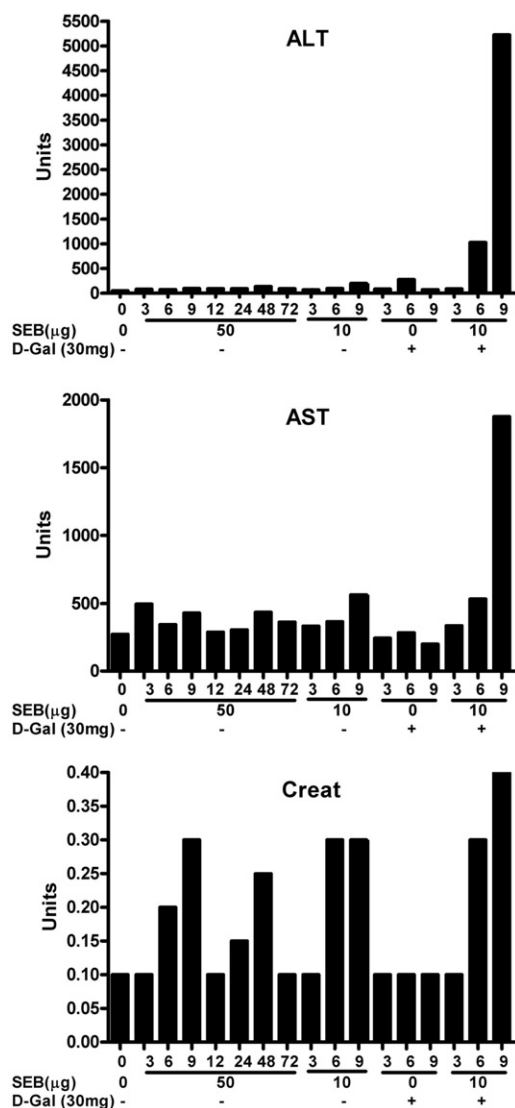 ALT
Units
5500
5000
4500
4000
3500
3000
2500
2000
1500
1000
500
0
0 3 6 9 12 24 48 72 3 6 9 3 6 9 3 6 9
SEB(μg) 0 50 10 0 10
D-Gal (30mg) - - - + +
AST
Units
2000
1500
1000
500
0
0 3 6 9 12 24 48 72 3 6 9 3 6 9 3 6 9
SEB(μg) 0 50 10 0 10
D-Gal (30mg) - - - + +
Creat
Units
0.40
0.35
0.30
0.25
0.20
0.15
0.10
0.05
0.00
0 3 6 9 12 24 48 72 3 6 9 3 6 9 3 6 9
SEB(μg) 0 50 10 0 10
D-Gal (30mg) - - - + +